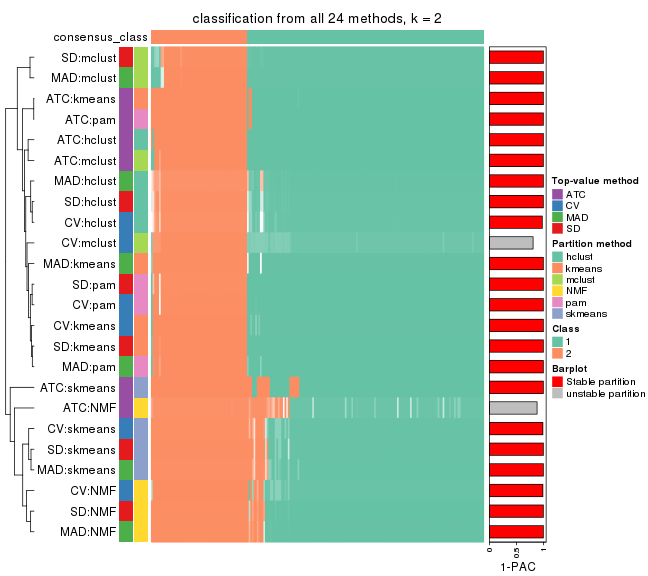 classification from all 24 methods, k = 2
consensus_class
SD:mclust
MAD:mclust
ATC:kmeans
ATC:pam
ATC:hclust
ATC:mclust
MAD:hclust
SD:hclust
CV:hclust
CV:mclust
MAD:kmeans
SD:pam
CV:pam
CV:kmeans
SD:kmeans
MAD:pam
ATC:skmeans
ATC:NMF
CV:skmeans
SD:skmeans
MAD:skmeans
CV:NMF
SD:NMF
MAD:NMF
0
0.5
1
1-PAC
Top-value method
ATC
CV
MAD
SD
Partition method
hclust
kmeans
mclust
NMF
pam
skmeans
Class
1
2
Barplot
Stable partition
unstable partition